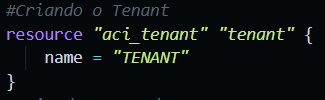 #Criando o Tenant
resource "aci_tenant" "tenant" {
    name = "TENANT"
}